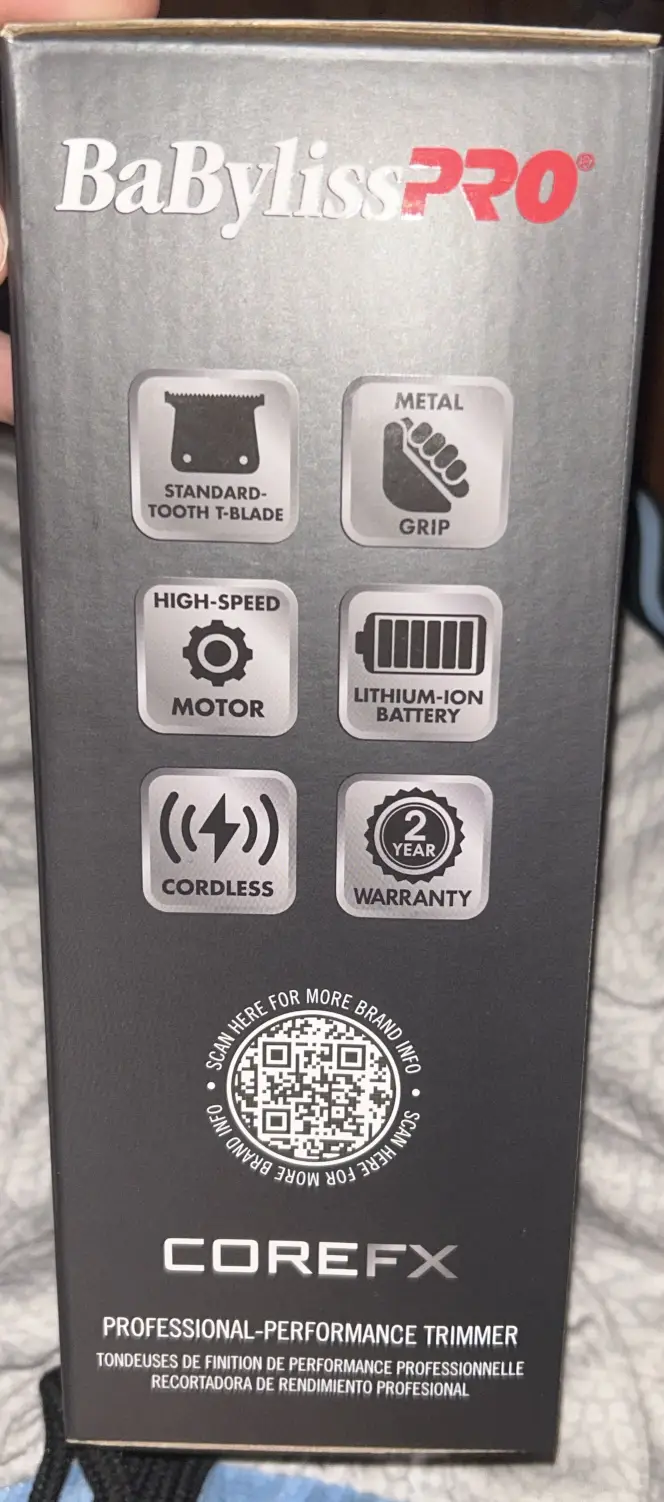 BaBylissPRO®
STANDARD-
TOOTH T-BLADE
METAL
GRIP
HIGH-SPEED
MOTOR
LITHIUM-ION
BATTERY
CORDLESS
2
YEAR
WARRANTY
SCAN HERE FOR MORE BRAND INFO
• SCAN HERE FOR MORE BRAND INFO •
COREFX
PROFESSIONAL-PERFORMANCE TRIMMER
TONDEUSES DE FINITION DE PERFORMANCE PROFESSIONNELLE
RECORTADORA DE RENDIMIENTO PROFESIONAL